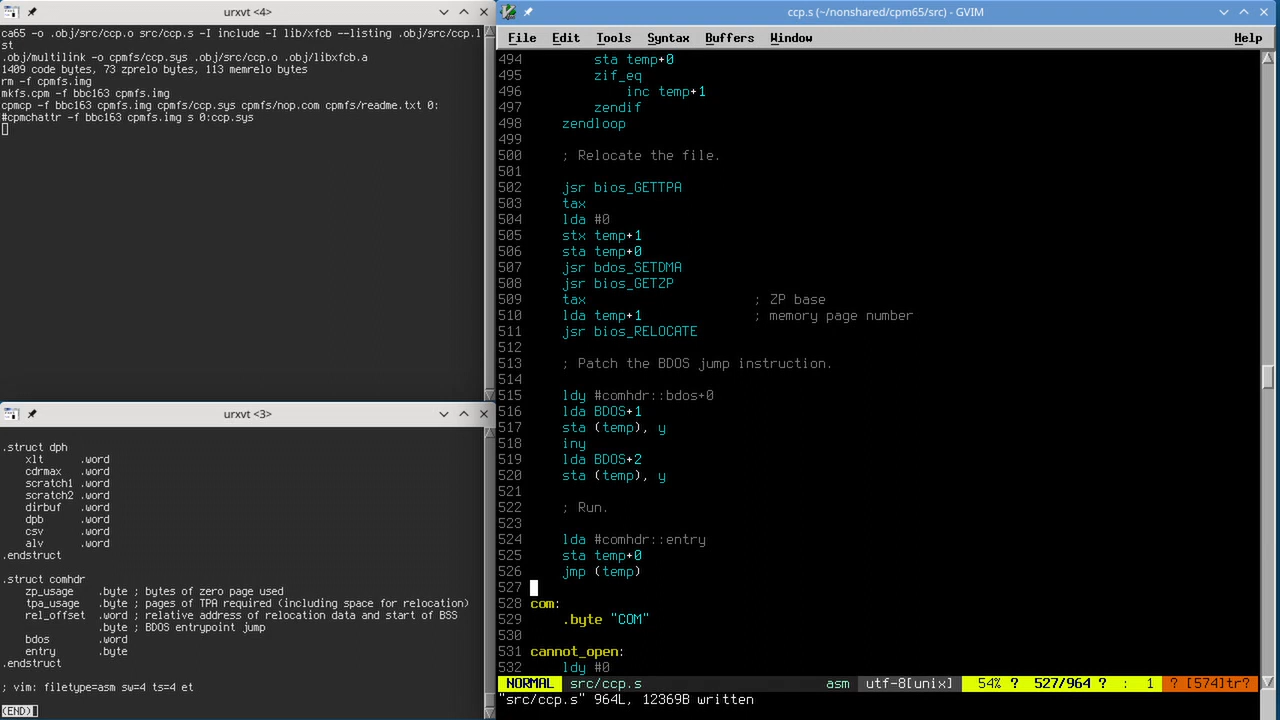 urxvt <4>
ca65 -o .obj/src/ccp.o src/ccp.s -I include -I lib/xfcb --listing .obj/src/ccp.l
st
.obj/multilink -o cpmfs/ccp.sys .obj/src/ccp.o .obj/libxfcb.a
1409 code bytes, 73 zprelo bytes, 113 memrelo bytes
rm -f cpmfs.img
mkfs.cpm -f bbc163 cpmfs.img
cpmcp -f bbc163 cpmfs.img cpmfs/ccp.sys cpmfs/nop.com cpmfs/readme.txt 0:
#cpmchattr -f bbc163 cpmfs.img s 0:ccp.sys
urxvt <3>
.struct dph
    xlt      .word
    cdrmax   .word
    scratch1 .word
    scratch2 .word
    dirbuf   .word
    dpb      .word
    csv      .word
    alv      .word
.endstruct
.struct comhdr
    zp_usage    .byte ; bytes of zero page used
    tpa_usage   .byte ; pages of TPA required (including space for relocation)
    rel_offset  .word ; relative address of relocation data and start of BSS
                .byte ; BDOS entrypoint jump
    bdos        .word
    entry       .byte
.endstruct
; vim: filetype=asm sw=4 ts=4 et
(END)
ccp.s (~/nonshared/cpm65/src) - GVIM
File Edit Tools Syntax Buffers Window Help
494         sta temp+0
495         zif_eq
496             inc temp+1
497         zendif
498     zendloop
499
500     ; Relocate the file.
501
502     jsr bios_GETTPA
503     tax
504     lda #0
505     stx temp+1
506     sta temp+0
507     jsr bdos_SETDMA
508     jsr bios_GETZP
509     tax                     ; ZP base
510     lda temp+1              ; memory page number
511     jsr bios_RELOCATE
512
513     ; Patch the BDOS jump instruction.
514
515     ldy #comhdr::bdos+0
516     lda BDOS+1
517     sta (temp), y
518     iny
519     lda BDOS+2
520     sta (temp), y
521
522     ; Run.
523
524     lda #comhdr::entry
525     sta temp+0
526     jmp (temp)
527
528 com:
529     .byte "COM"
530
531 cannot_open:
532     ldy #0
NORMAL src/ccp.s asm utf-8[unix] 54% ? 527/964 ? : 1 ? [574]tr?
"src/ccp.s" 964L, 12369B written